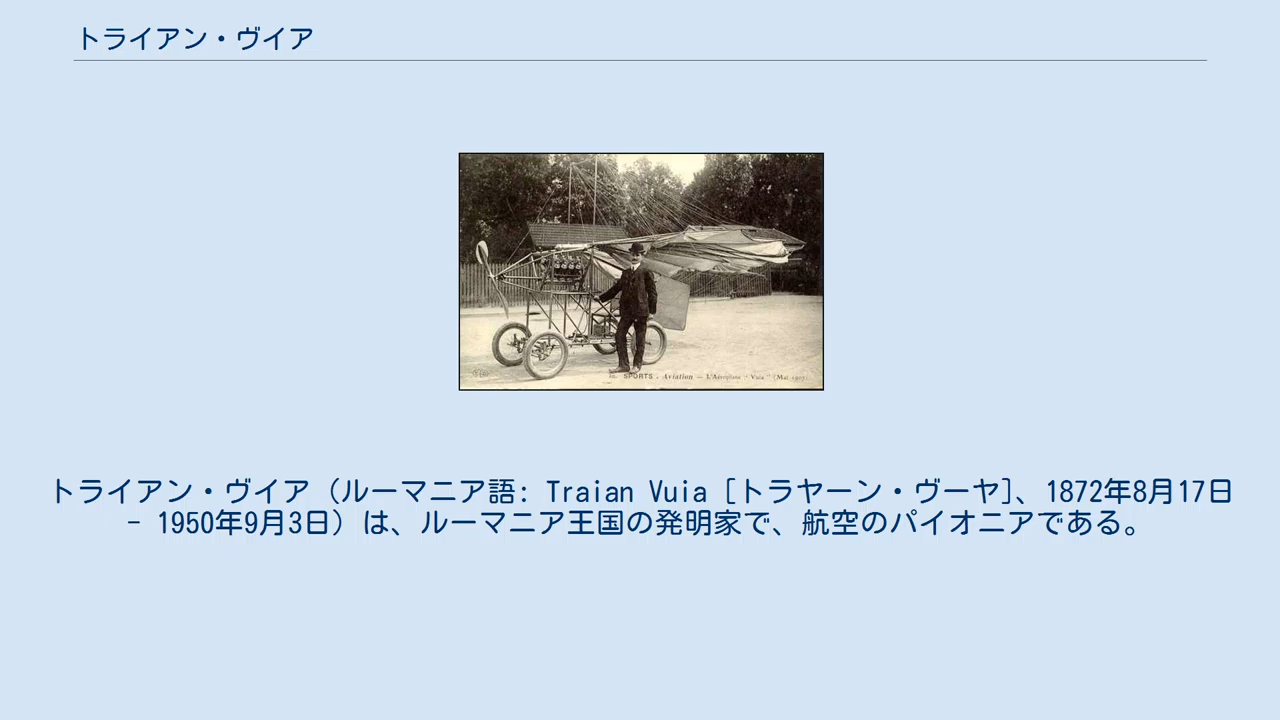 トライアン・ヴイア
SPORTS. Aviation — L'Aéroplane "Vuia" (Mai
トライアン・ヴイア（ルーマニア語: Traian Vuia [トラヤーン・ヴーヤ]、1872年8月17日
- 1950年9月3日）は、ルーマニア王国の発明家で、航空のパイオニアである。